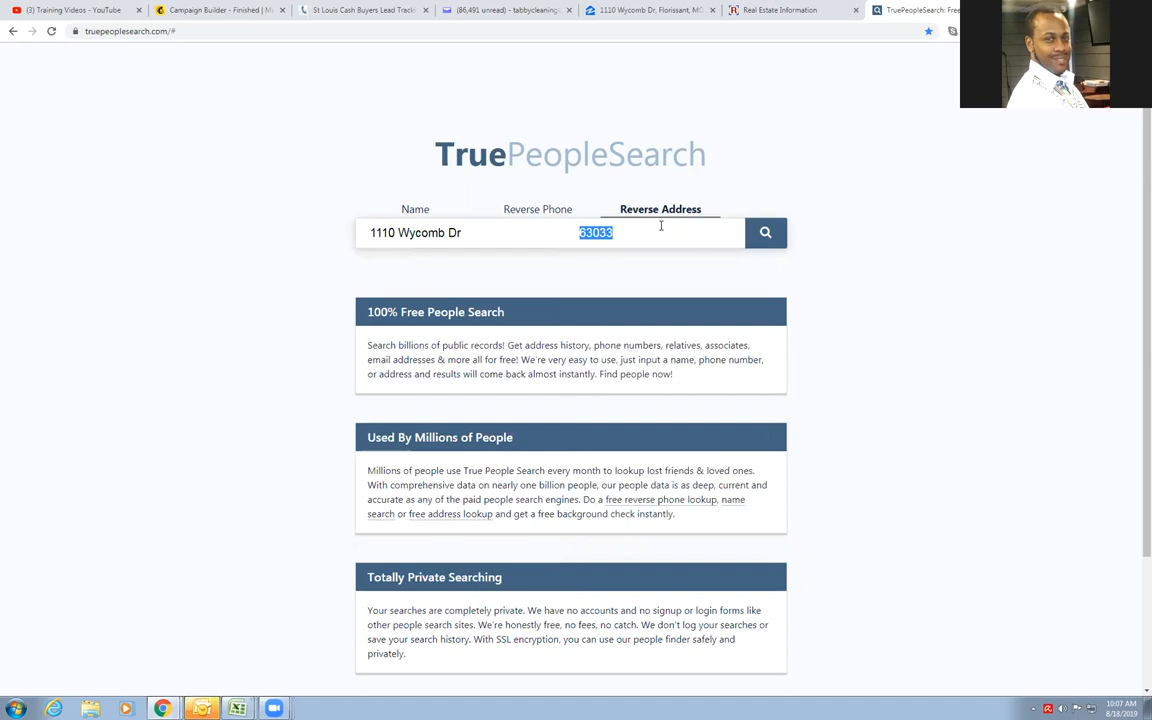 (3) Training Videos - YouTube
Campaign Builder - Finished | M
St Louis Cash Buyers Lead Track
(86,491 unread) - tabbycleaning
1110 Wycomb Dr, Florissant, MO
Real Estate Information
TruePeopleSearch: Fre
truepeoplesearch.com/#
TruePeopleSearch
Name
Reverse Phone
Reverse Address
1110 Wycomb Dr
63033
100% Free People Search
Search billions of public records! Get address history, phone numbers, relatives, associates,
email addresses & more all for free! We're very easy to use, just input a name, phone number,
or address and results will come back almost instantly. Find people now!
Used By Millions of People
Millions of people use True People Search every month to lookup lost friends & loved ones.
With comprehensive data on nearly one billion people, our people data is as deep, current and
accurate as any of the paid people search engines. Do a free reverse phone lookup, name
search or free address lookup and get a free background check instantly.
Totally Private Searching
Your searches are completely private. We have no accounts and no signup or login forms like
other people search sites. We're honestly free, no fees, no catch. We don't log your searches or
save your search history. With SSL encryption, you can use our people finder safely and
privately.
10:07 AM
8/18/2019